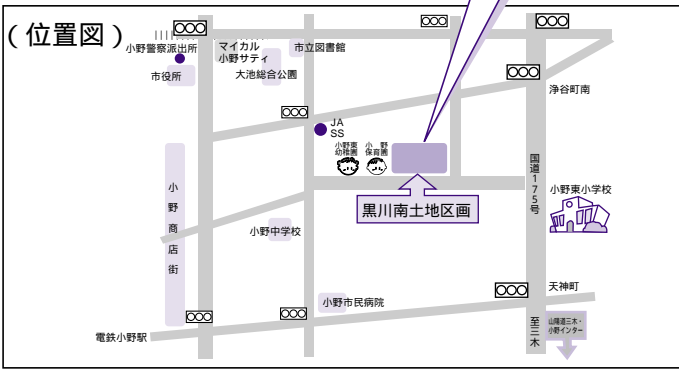 (位置図)
小野警察派出所
市役所
マイカル
小野サティ
市立図書館
大池総合公園
浄谷町南
JA
SS
小野東
幼稚園
小野
保育園
国道175号
小野東小学校
黒川南土地区画
小野商店街
小野中学校
小野市民病院
天神町
電鉄小野駅
至三木
山陽道三木・
小野インター